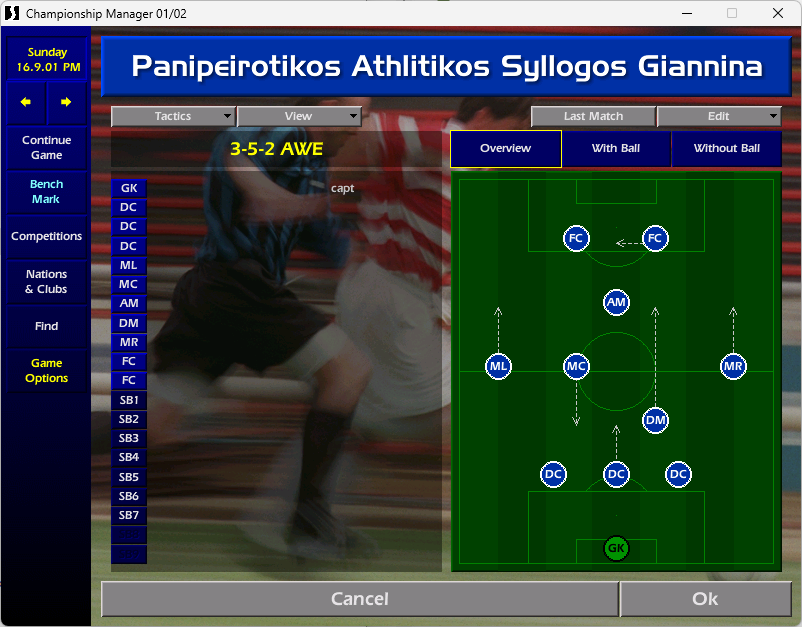 Championship Manager 01/02
Sunday
16.9.01 PM
Panipeirotikos Athlitikos Syllogos Giannina
Tactics
View
Last Match
Edit
Continue
Game
Bench
Mark
Competitions
Nations
& Clubs
Find
Game
Options
3-5-2 AWE
Overview
With Ball
Without Ball
GK capt
DC
DC
DC
ML
MC
AM
DM
MR
FC
FC
SB1
SB2
SB3
SB4
SB5
SB6
SB7
FC FC
AM
ML MC MR
DM
DC DC DC
GK
Cancel
Ok